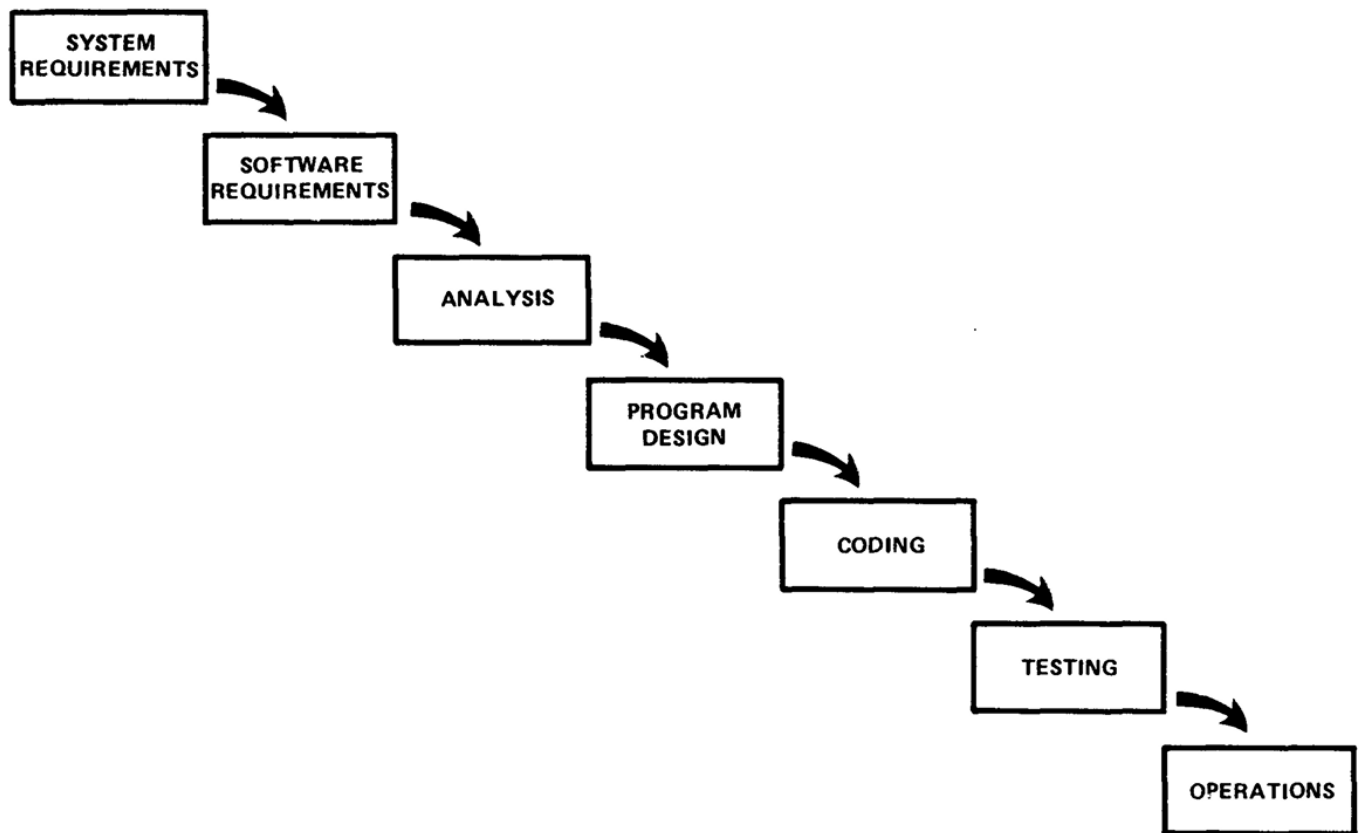 SYSTEM
REQUIREMENTS
SOFTWARE
REQUIREMENTS
ANALYSIS
PROGRAM
DESIGN
CODING
TESTING
OPERATIONS